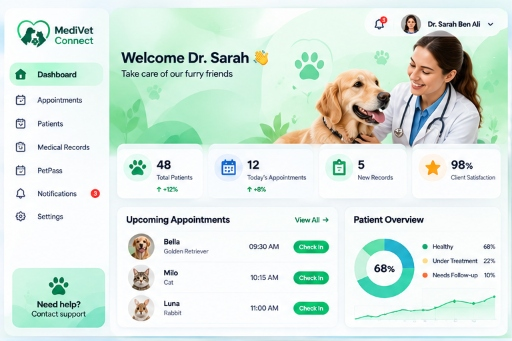 MediVet
Connect
Dashboard
Appointments
Patients
Medical Records
PetPass
Notifications 3
Settings
Need help?
Contact support
Dr. Sarah Ben Ali
Welcome Dr. Sarah 👋
Take care of our furry friends
48
Total Patients
↑ +12%
12
Today's Appointments
↑ +8%
5
New Records
98%
Client Satisfaction
Upcoming Appointments
View All →
Bella
Golden Retriever
09:30 AM
Check In
Milo
Cat
10:15 AM
Check In
Luna
Rabbit
11:00 AM
Check In
Patient Overview
68%
Healthy 68%
Under Treatment 22%
Needs Follow-up 10%